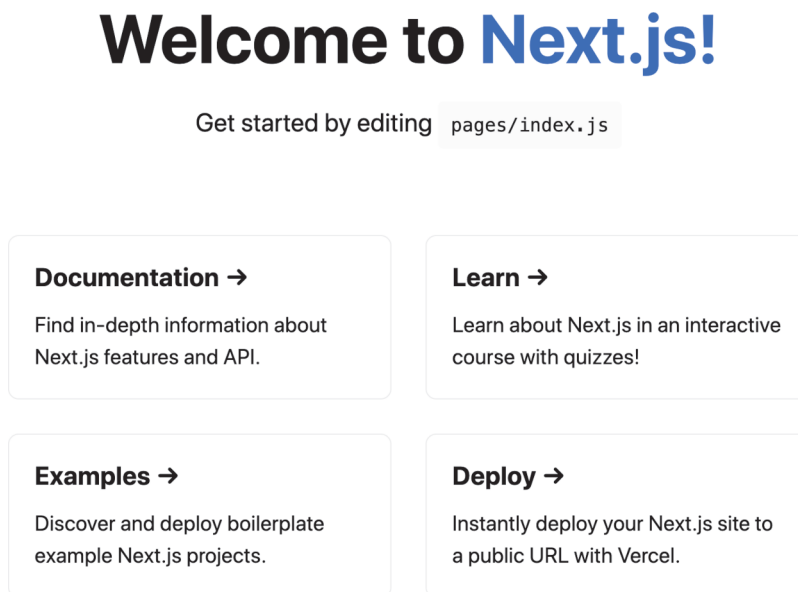 Welcome to Next.js!
Get started by editing pages/index.js
Documentation →
Find in-depth information about
Next.js features and API.
Learn →
Learn about Next.js in an interactive
course with quizzes!
Examples →
Discover and deploy boilerplate
example Next.js projects.
Deploy →
Instantly deploy your Next.js site to
a public URL with Vercel.